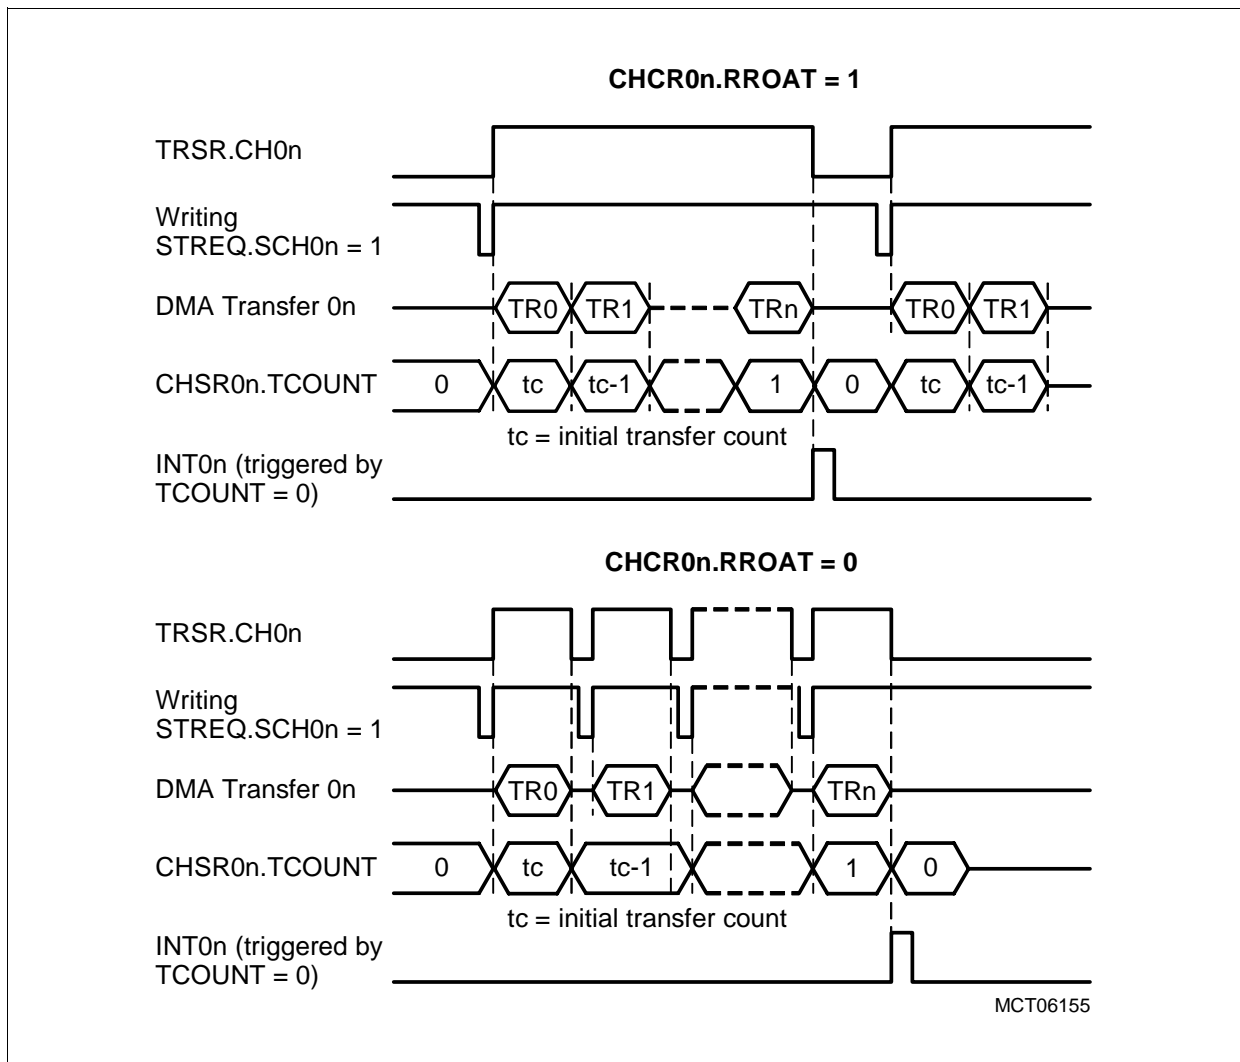 CHCR0n.RROAT = 1
TRSR.CH0n
Writing
STREQ.SCH0n = 1
DMA Transfer 0n
TR0 TR1 TRn TR0 TR1
CHSR0n.TCOUNT
0 tc tc-1 1 0 tc tc-1
tc = initial transfer count
INT0n (triggered by
TCOUNT = 0)
CHCR0n.RROAT = 0
TRSR.CH0n
Writing
STREQ.SCH0n = 1
DMA Transfer 0n
TR0 TR1 TRn
CHSR0n.TCOUNT
0 tc tc-1 1 0
tc = initial transfer count
INT0n (triggered by
TCOUNT = 0)
MCT06155